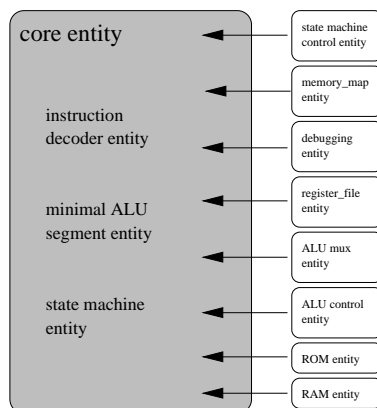 core entity
instruction
decoder entity
minimal ALU
segment entity
state machine
entity
state machine
control entity
memory_map
entity
debugging
entity
register_file
entity
ALU mux
entity
ALU control
entity
ROM entity
RAM entity